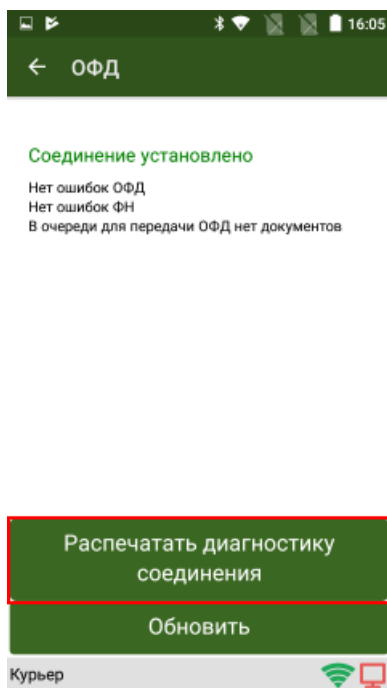 16:05
ОФД
Соединение установлено
Нет ошибок ОФД
Нет ошибок ФН
В очереди для передачи ОФД нет документов
Распечатать диагностику
соединения
Обновить
Курьер